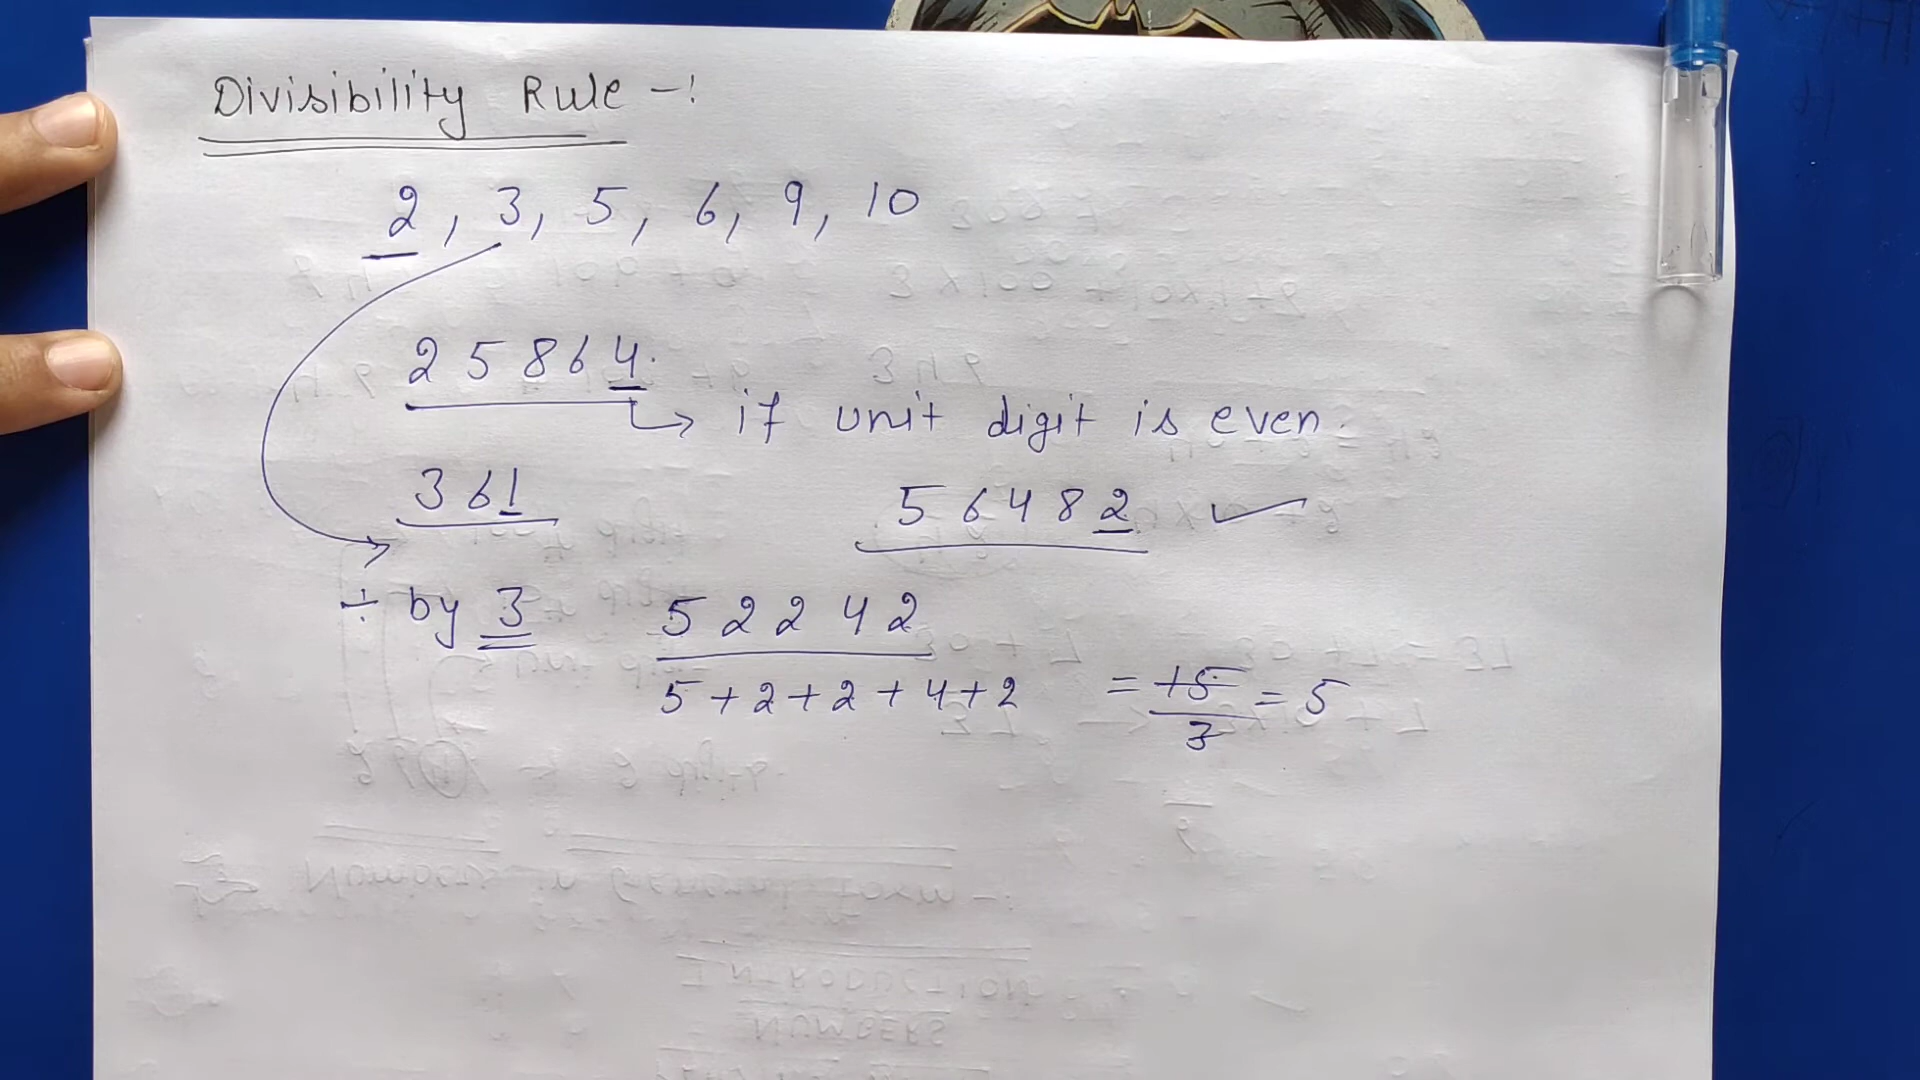 Divisibility Rule -:
2, 3, 5, 6, 9, 10
25864.
if unit digit is even.
361
56482 ✓
÷ by 3 52242
5+2+2+4+2 = 15/3 = 5